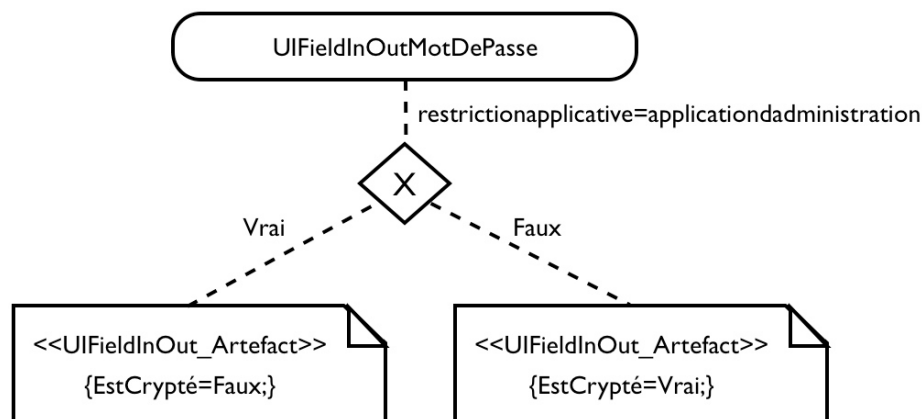 UIFieldInOutMotDePasse
restrictionapplicative=applicationdadministration
X
Vrai
Faux
<<UIFieldInOut_Artefact>>
{EstCrypté=Faux;}
<<UIFieldInOut_Artefact>>
{EstCrypté=Vrai;}